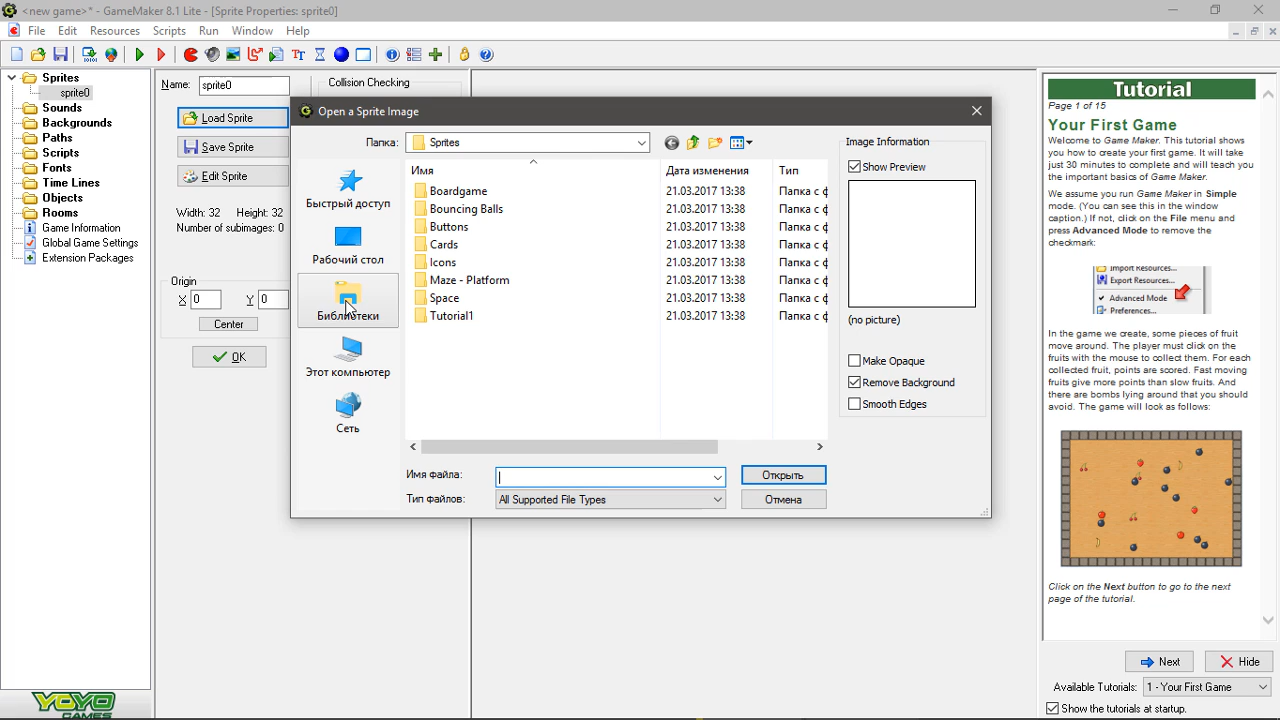 <new game>* - GameMaker 8.1 Lite - [Sprite Properties: sprite0]
File Edit Resources Scripts Run Window Help
Sprites
sprite0
Sounds
Backgrounds
Paths
Scripts
Fonts
Time Lines
Objects
Rooms
Game Information
Global Game Settings
Extension Packages
YOYO
GAMES
Name: sprite0
Collision Checking
Load Sprite
Save Sprite
Edit Sprite
Width: 32 Height: 32
Number of subimages: 0
Origin
X 0 Y 0
Center
OK
Open a Sprite Image
Папка: Sprites
Быстрый доступ
Рабочий стол
Библиотеки
Этот компьютер
Сеть
Имя Дата изменения Тип
Boardgame 21.03.2017 13:38 Папка с ф
Bouncing Balls 21.03.2017 13:38 Папка с ф
Buttons 21.03.2017 13:38 Папка с ф
Cards 21.03.2017 13:38 Папка с ф
Icons 21.03.2017 13:38 Папка с ф
Maze - Platform 21.03.2017 13:38 Папка с ф
Space 21.03.2017 13:38 Папка с ф
Tutorial1 21.03.2017 13:38 Папка с ф
Имя файла: Открыть
Тип файлов: All Supported File Types Отмена
Image Information
Show Preview
(no picture)
Make Opaque
Remove Background
Smooth Edges
Tutorial
Page 1 of 15
Your First Game
Welcome to Game Maker. This tutorial shows
you how to create your first game. It will take
just 30 minutes to complete and will teach you
the important basics of Game Maker.
We assume you run Game Maker in Simple
mode. (You can see this in the window
caption.) If not, click on the File menu and
press Advanced Mode to remove the
checkmark:
Import Resources...
Export Resources...
Advanced Mode
Preferences...
In the game we create, some pieces of fruit
move around. The player must click on the
fruits with the mouse to collect them. For each
collected fruit, points are scored. Fast moving
fruits give more points than slow fruits. And
there are bombs lying around that you should
avoid. The game will look as follows:
Click on the Next button to go to the next
page of the tutorial.
Next Hide
Available Tutorials: 1 - Your First Game
Show the tutorials at startup.